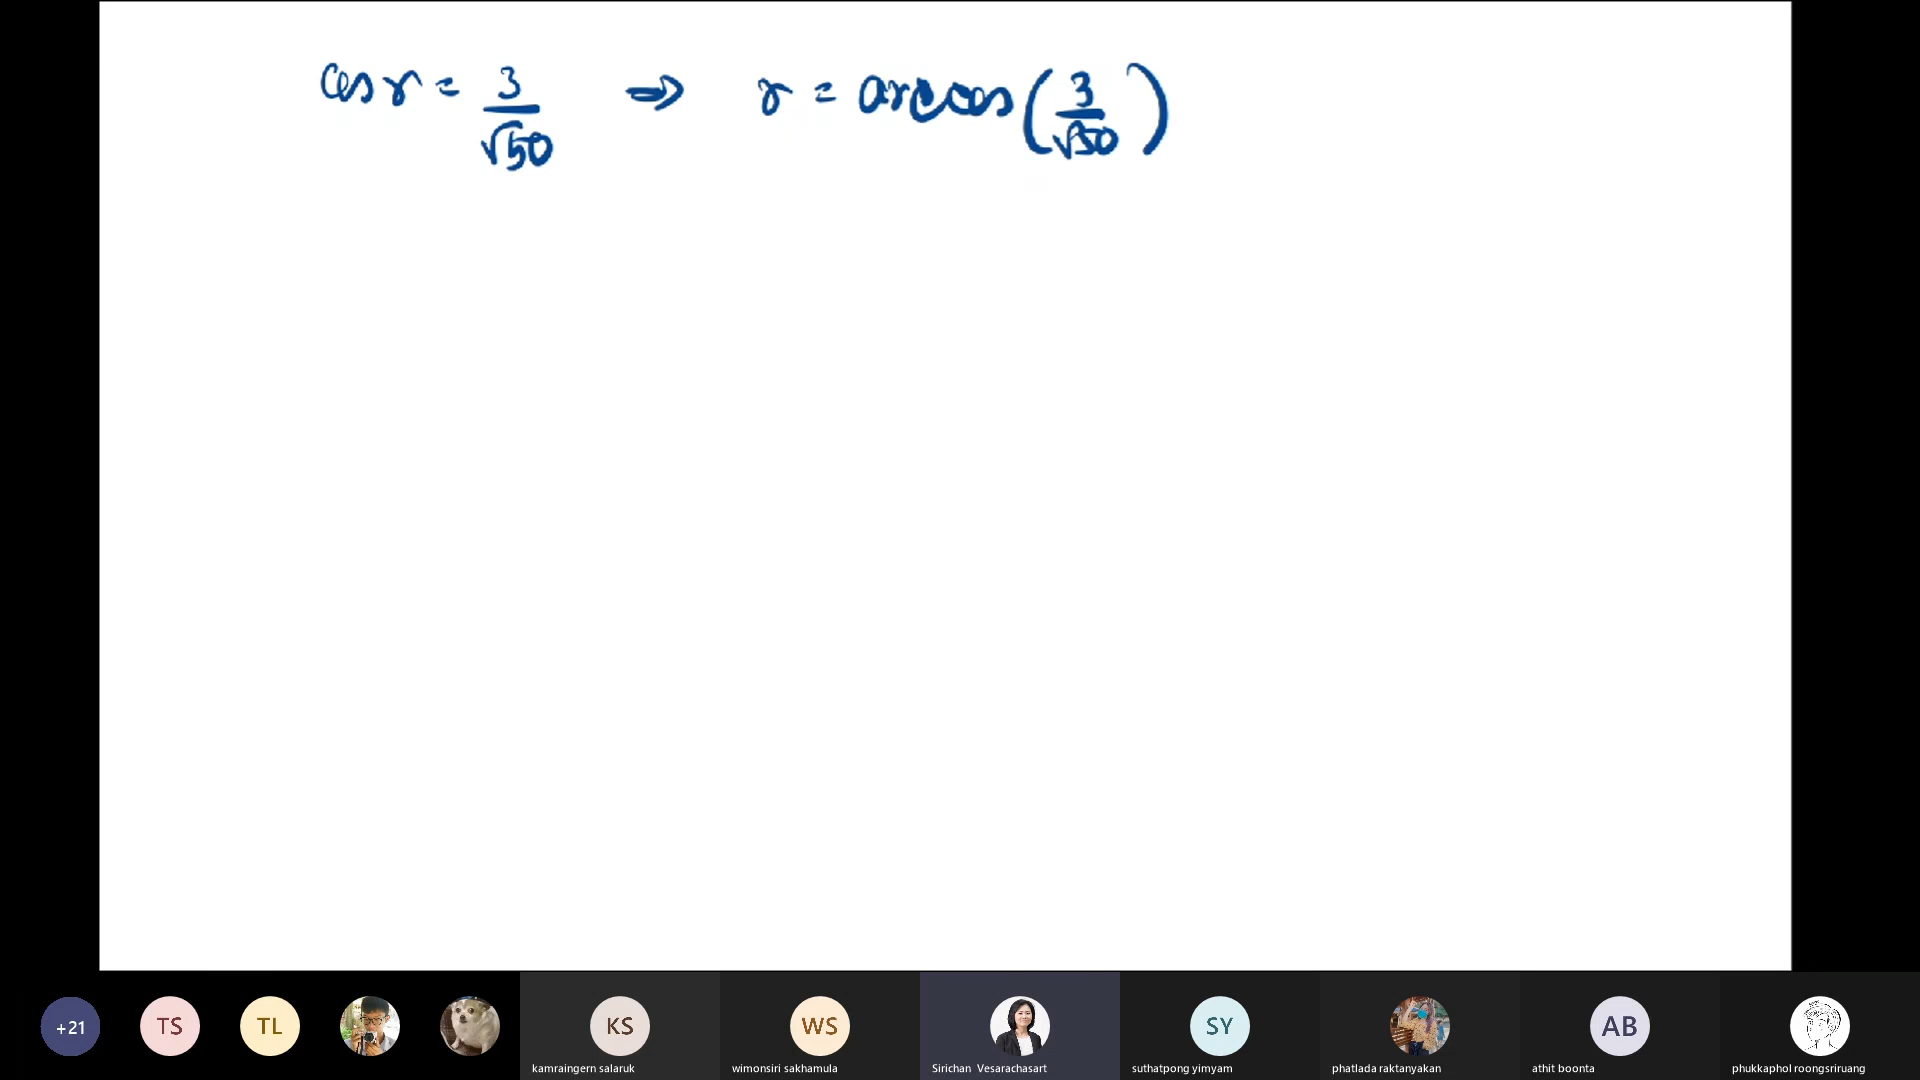 cos γ = 3/√50 ⇒ γ = arccos(3/√50)
+21 TS TL KS WS SY AB
kamraingern salaruk wimonsiri sakhamula Sirichan Vesarachasart suthatpong yimyam phatlada raktanyakan athit boonta phukkaphol roongsriruang